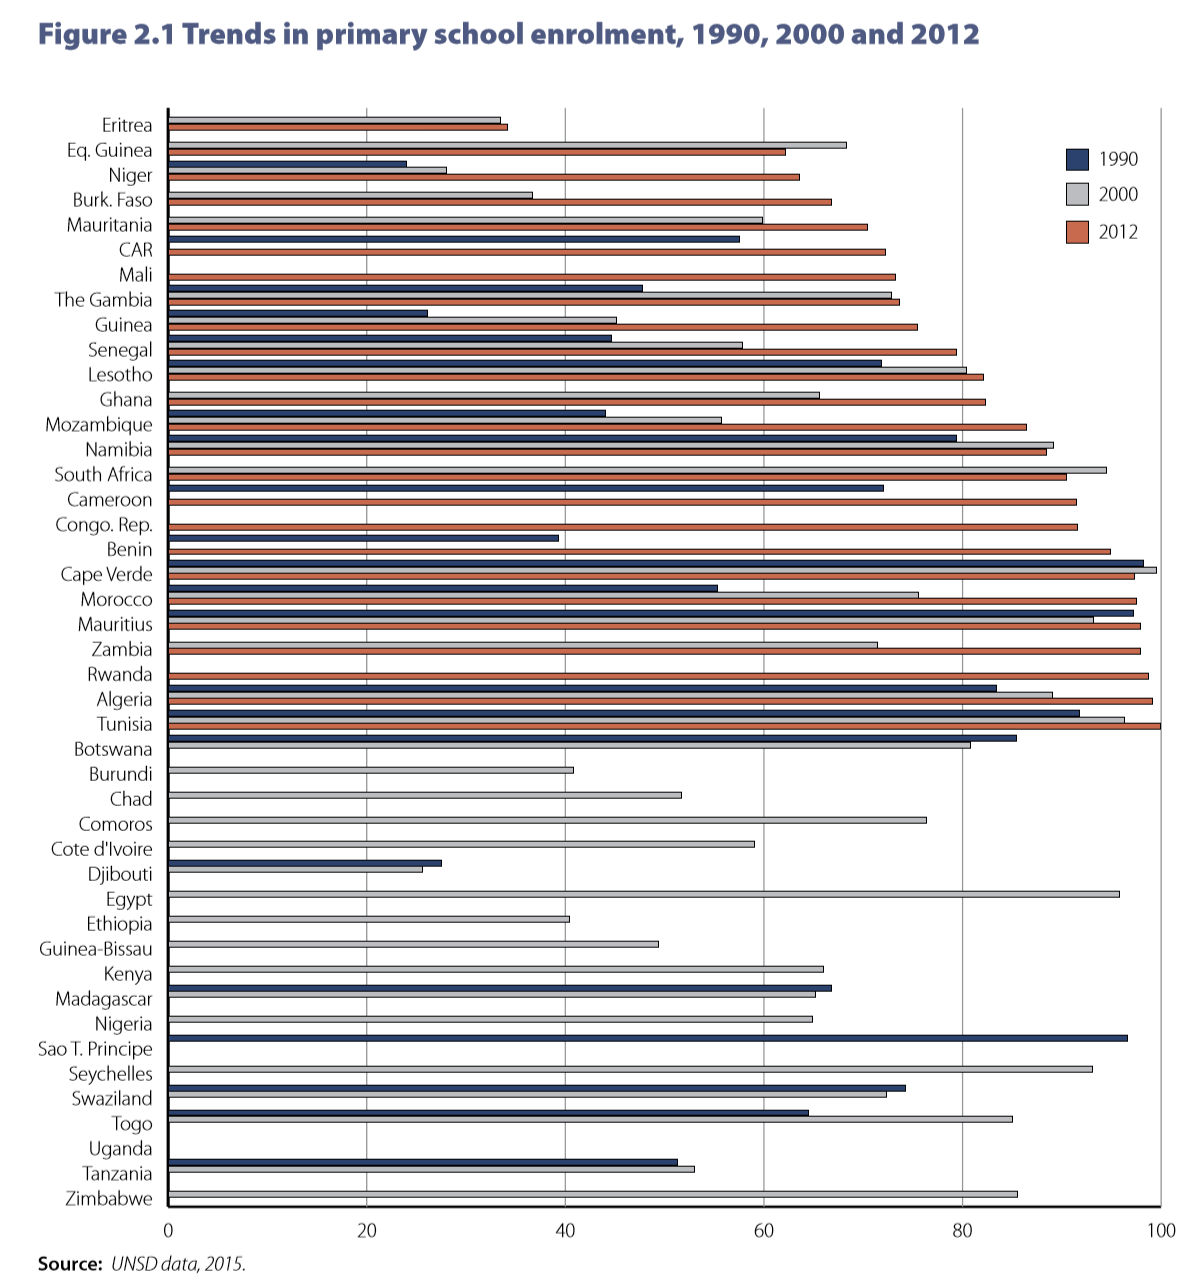 Figure 2.1 Trends in primary school enrolment, 1990, 2000 and 2012
Eritrea
Eq. Guinea
Niger
Burk. Faso
Mauritania
CAR
Mali
The Gambia
Guinea
Senegal
Lesotho
Ghana
Mozambique
Namibia
South Africa
Cameroon
Congo. Rep.
Benin
Cape Verde
Morocco
Mauritius
Zambia
Rwanda
Algeria
Tunisia
Botswana
Burundi
Chad
Comoros
Cote d'Ivoire
Djibouti
Egypt
Ethiopia
Guinea-Bissau
Kenya
Madagascar
Nigeria
Sao T. Principe
Seychelles
Swaziland
Togo
Uganda
Tanzania
Zimbabwe
1990
2000
2012
0 20 40 60 80 100
Source: UNSD data, 2015.